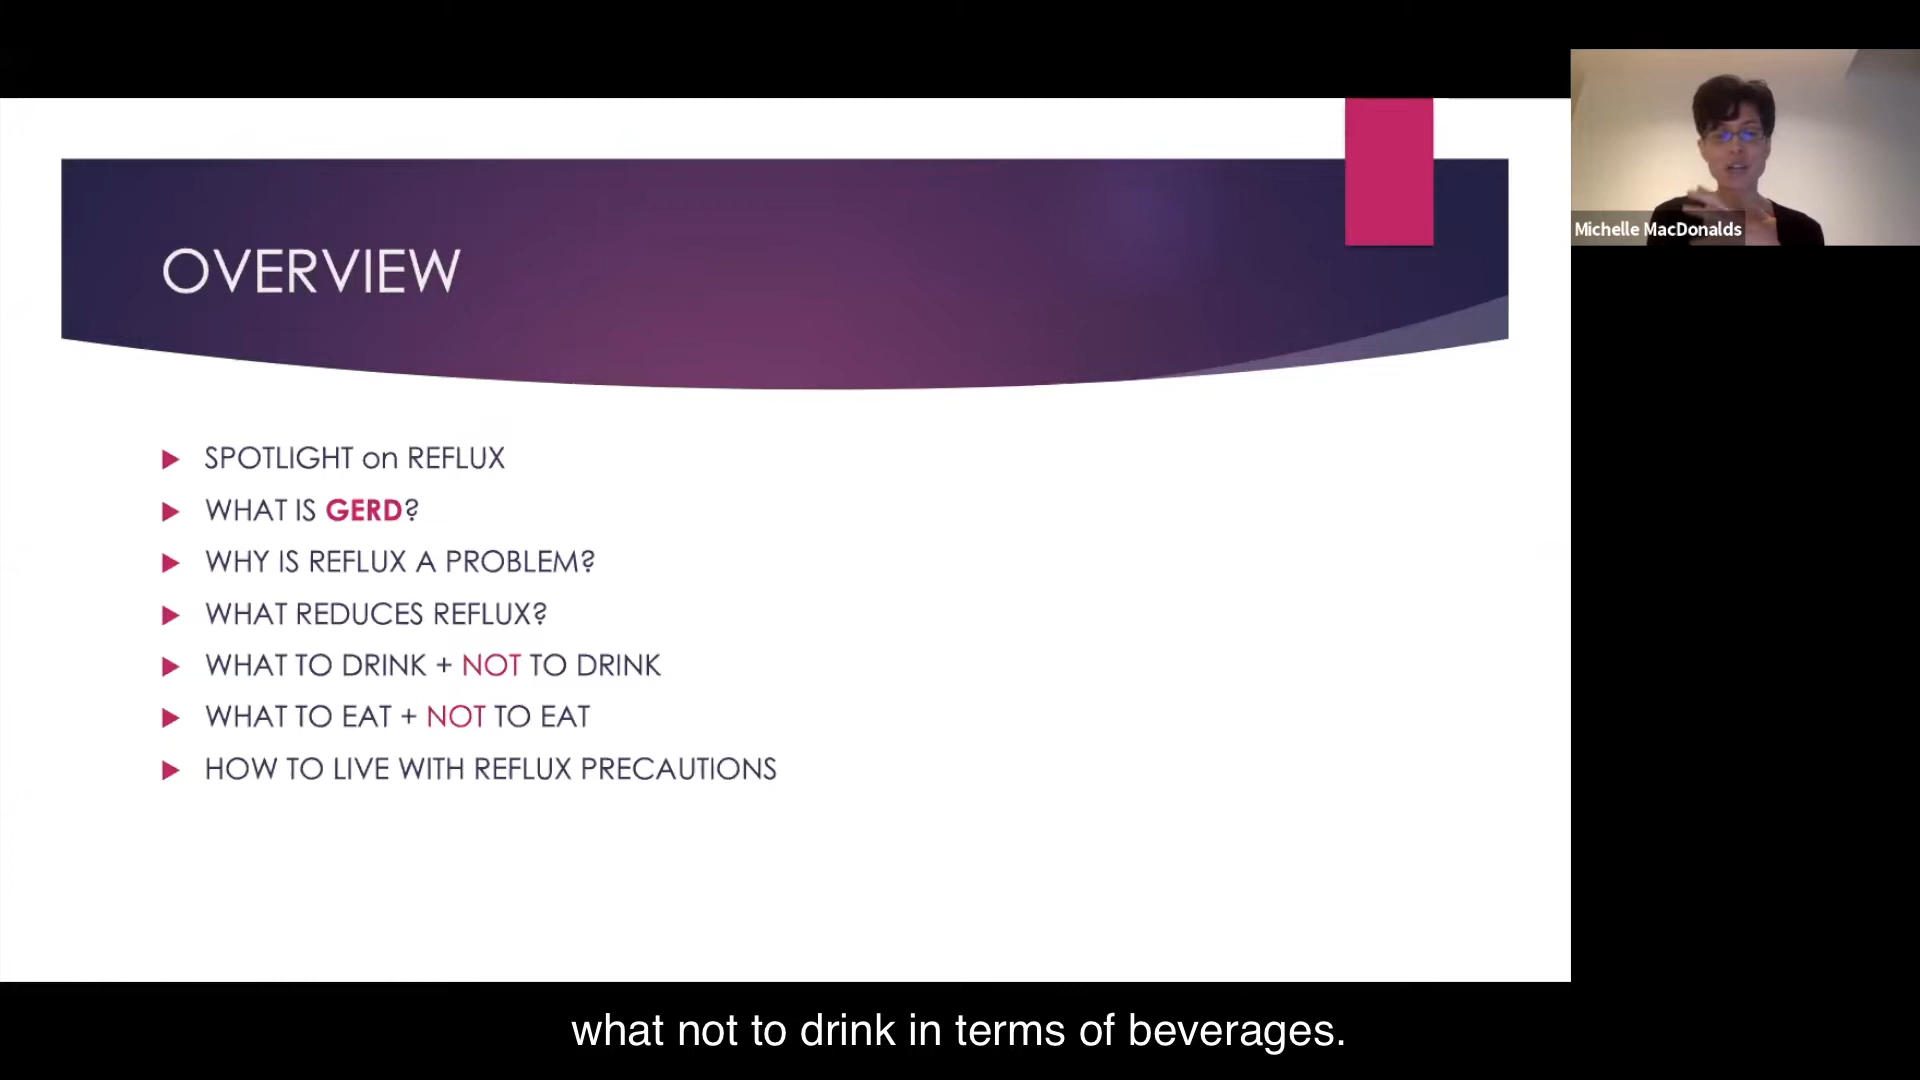 OVERVIEW
SPOTLIGHT on REFLUX
WHAT IS GERD?
WHY IS REFLUX A PROBLEM?
WHAT REDUCES REFLUX?
WHAT TO DRINK + NOT TO DRINK
WHAT TO EAT + NOT TO EAT
HOW TO LIVE WITH REFLUX PRECAUTIONS
Michelle MacDonalds
what not to drink in terms of beverages.